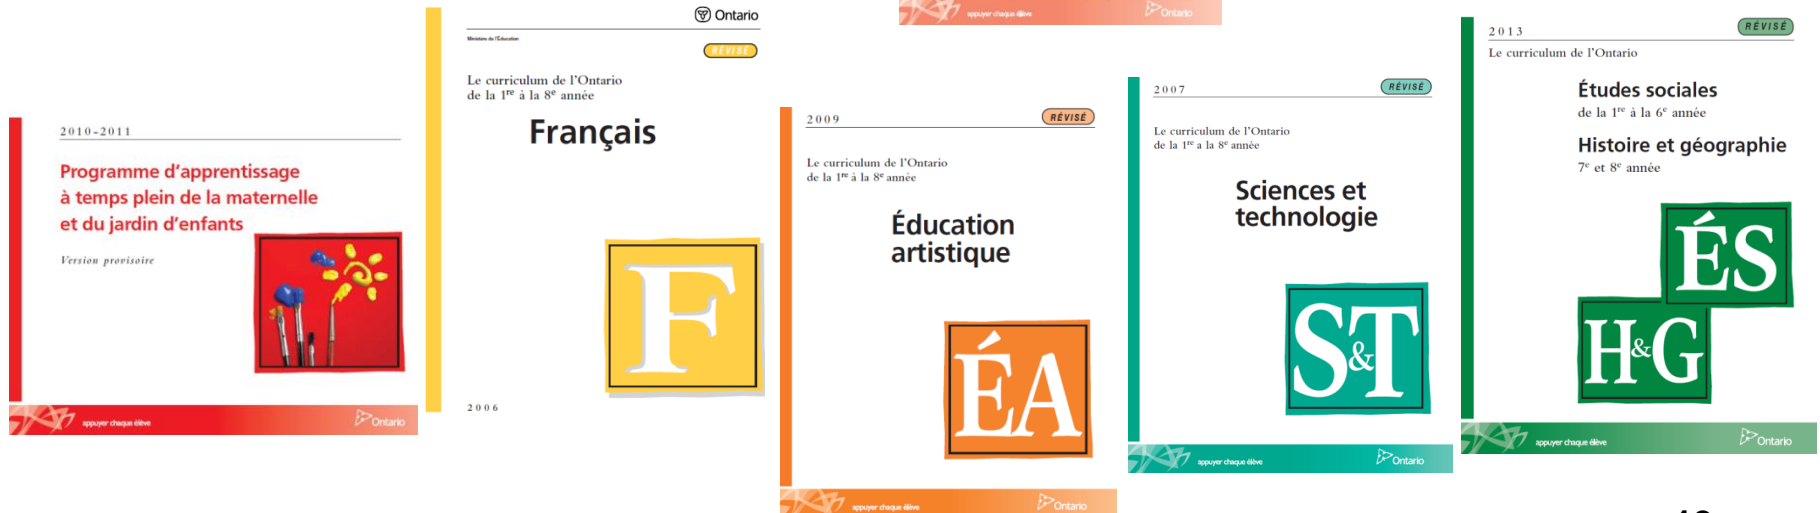 2010-2011
Programme d'apprentissage
à temps plein de la maternelle
et du jardin d'enfants
Version provisoire
appuyer chaque élève
Ontario
Ontario
Ministère de l'Éducation
RÉVISÉ
Le curriculum de l'Ontario
de la 1re à la 8e année
Français
F
2006
appuyer chaque élève
Ontario
2009
RÉVISÉ
Le curriculum de l'Ontario
de la 1re à la 8e année
Éducation
artistique
ÉA
appuyer chaque élève
Ontario
2007
RÉVISÉ
Le curriculum de l'Ontario
de la 1re a la 8e année
Sciences et
technologie
S&T
appuyer chaque élève
Ontario
2013
RÉVISÉ
Le curriculum de l'Ontario
Études sociales
de la 1re à la 6e année
Histoire et géographie
7e et 8e année
ÉS
H&G
appuyer chaque élève
Ontario